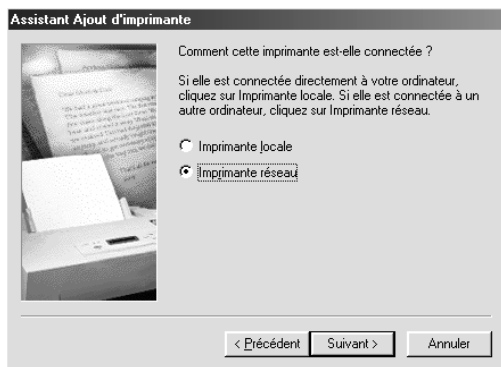 Assistant Ajout d'imprimante
Comment cette imprimante est-elle connectée ?
Si elle est connectée directement à votre ordinateur,
cliquez sur Imprimante locale. Si elle est connectée à un
autre ordinateur, cliquez sur Imprimante réseau.
Imprimante locale
Imprimante réseau
< Précédent
Suivant >
Annuler